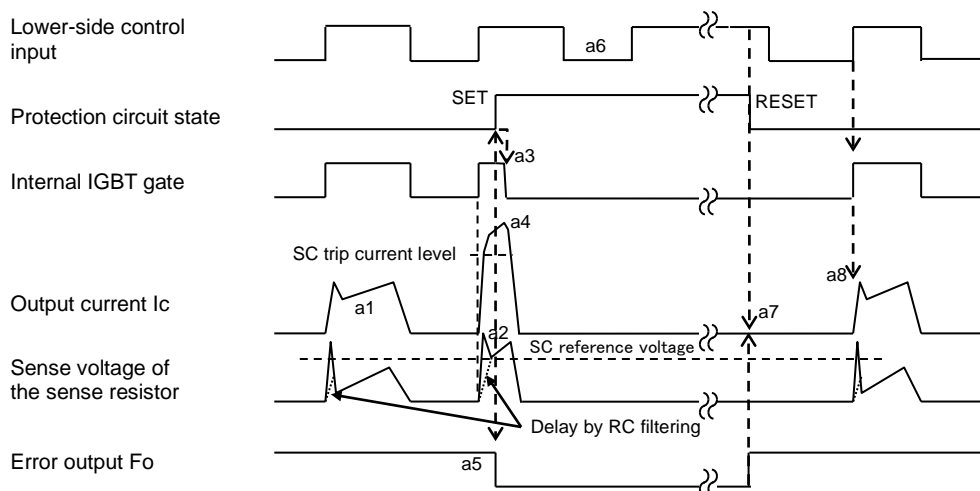 Lower-side control
input
a6
SET
RESET
Protection circuit state
a3
Internal IGBT gate
a4
SC trip current level
a8
Output current Ic
a1
a7
a2
SC reference voltage
Sense voltage of
the sense resistor
Delay by RC filtering
Error output Fo
a5